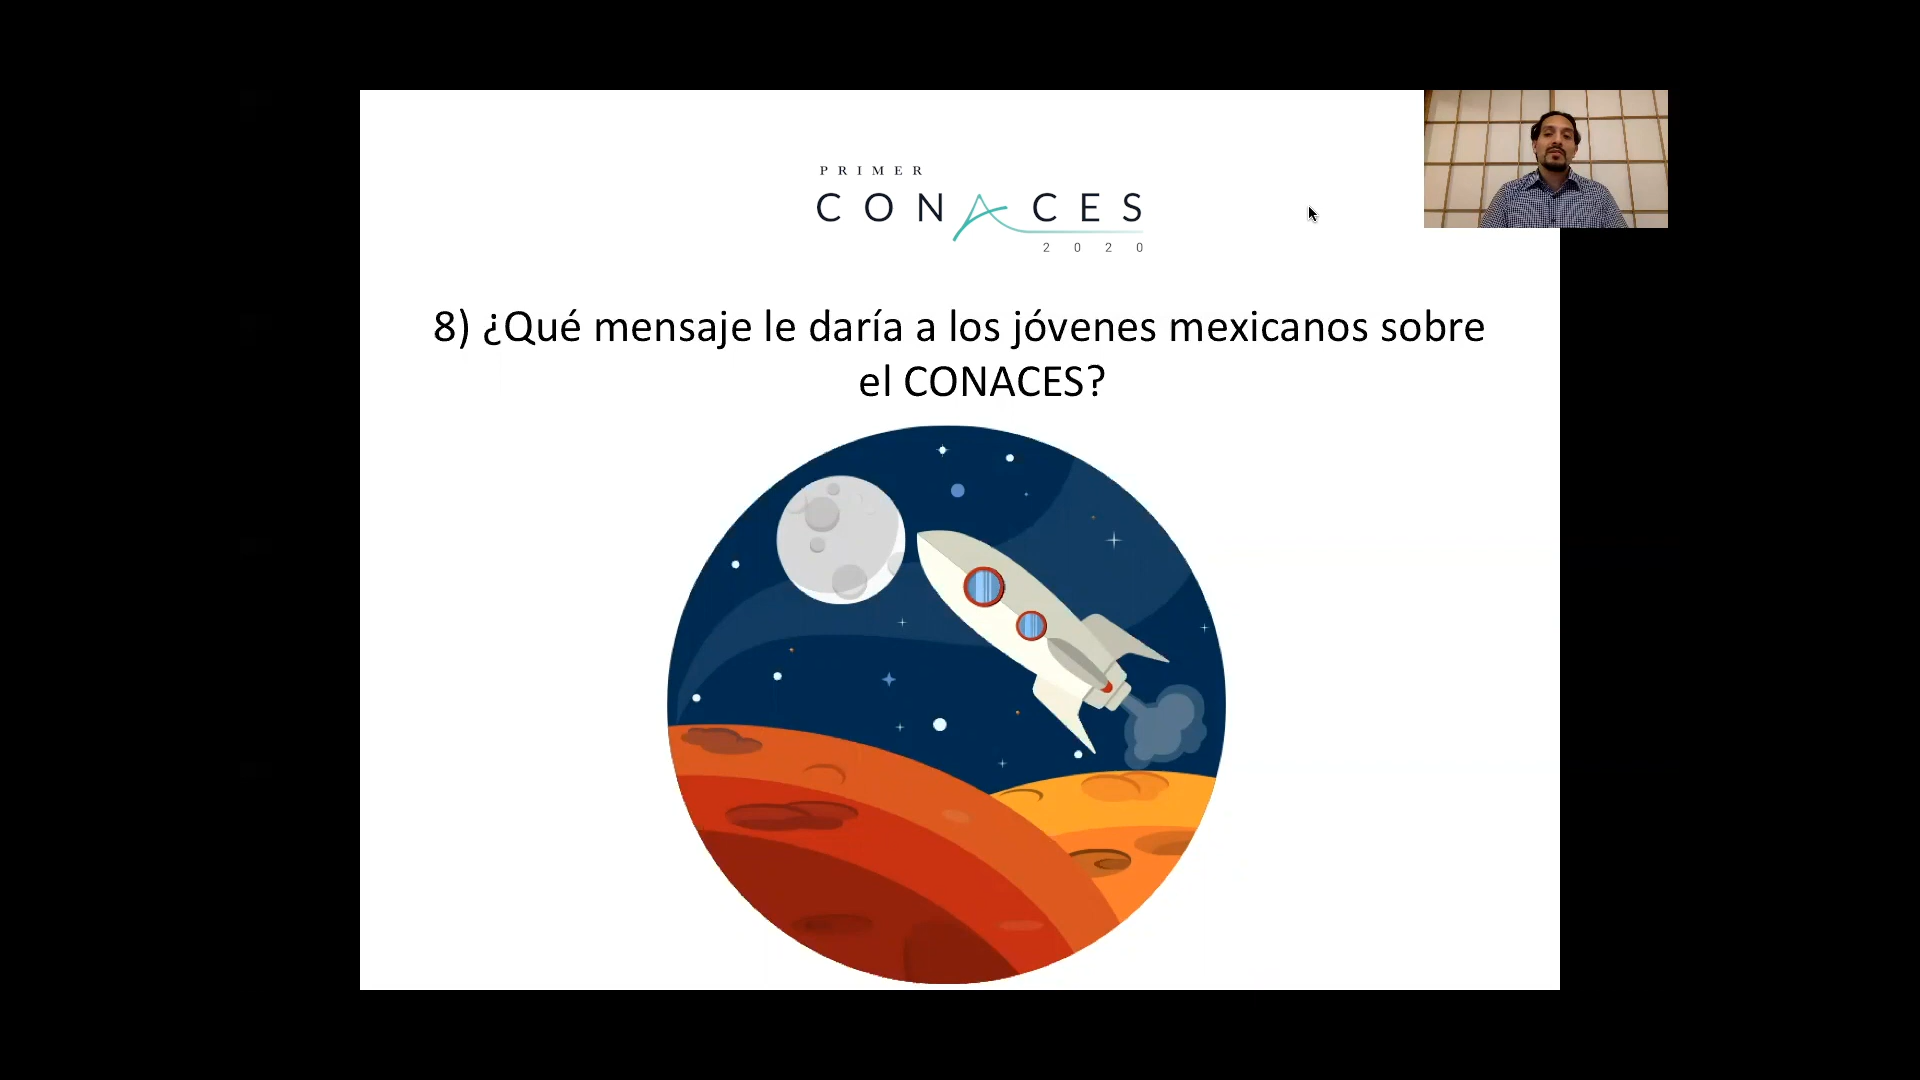 PRIMER
CONACES
2020
8) ¿Qué mensaje le daría a los jóvenes mexicanos sobre
el CONACES?